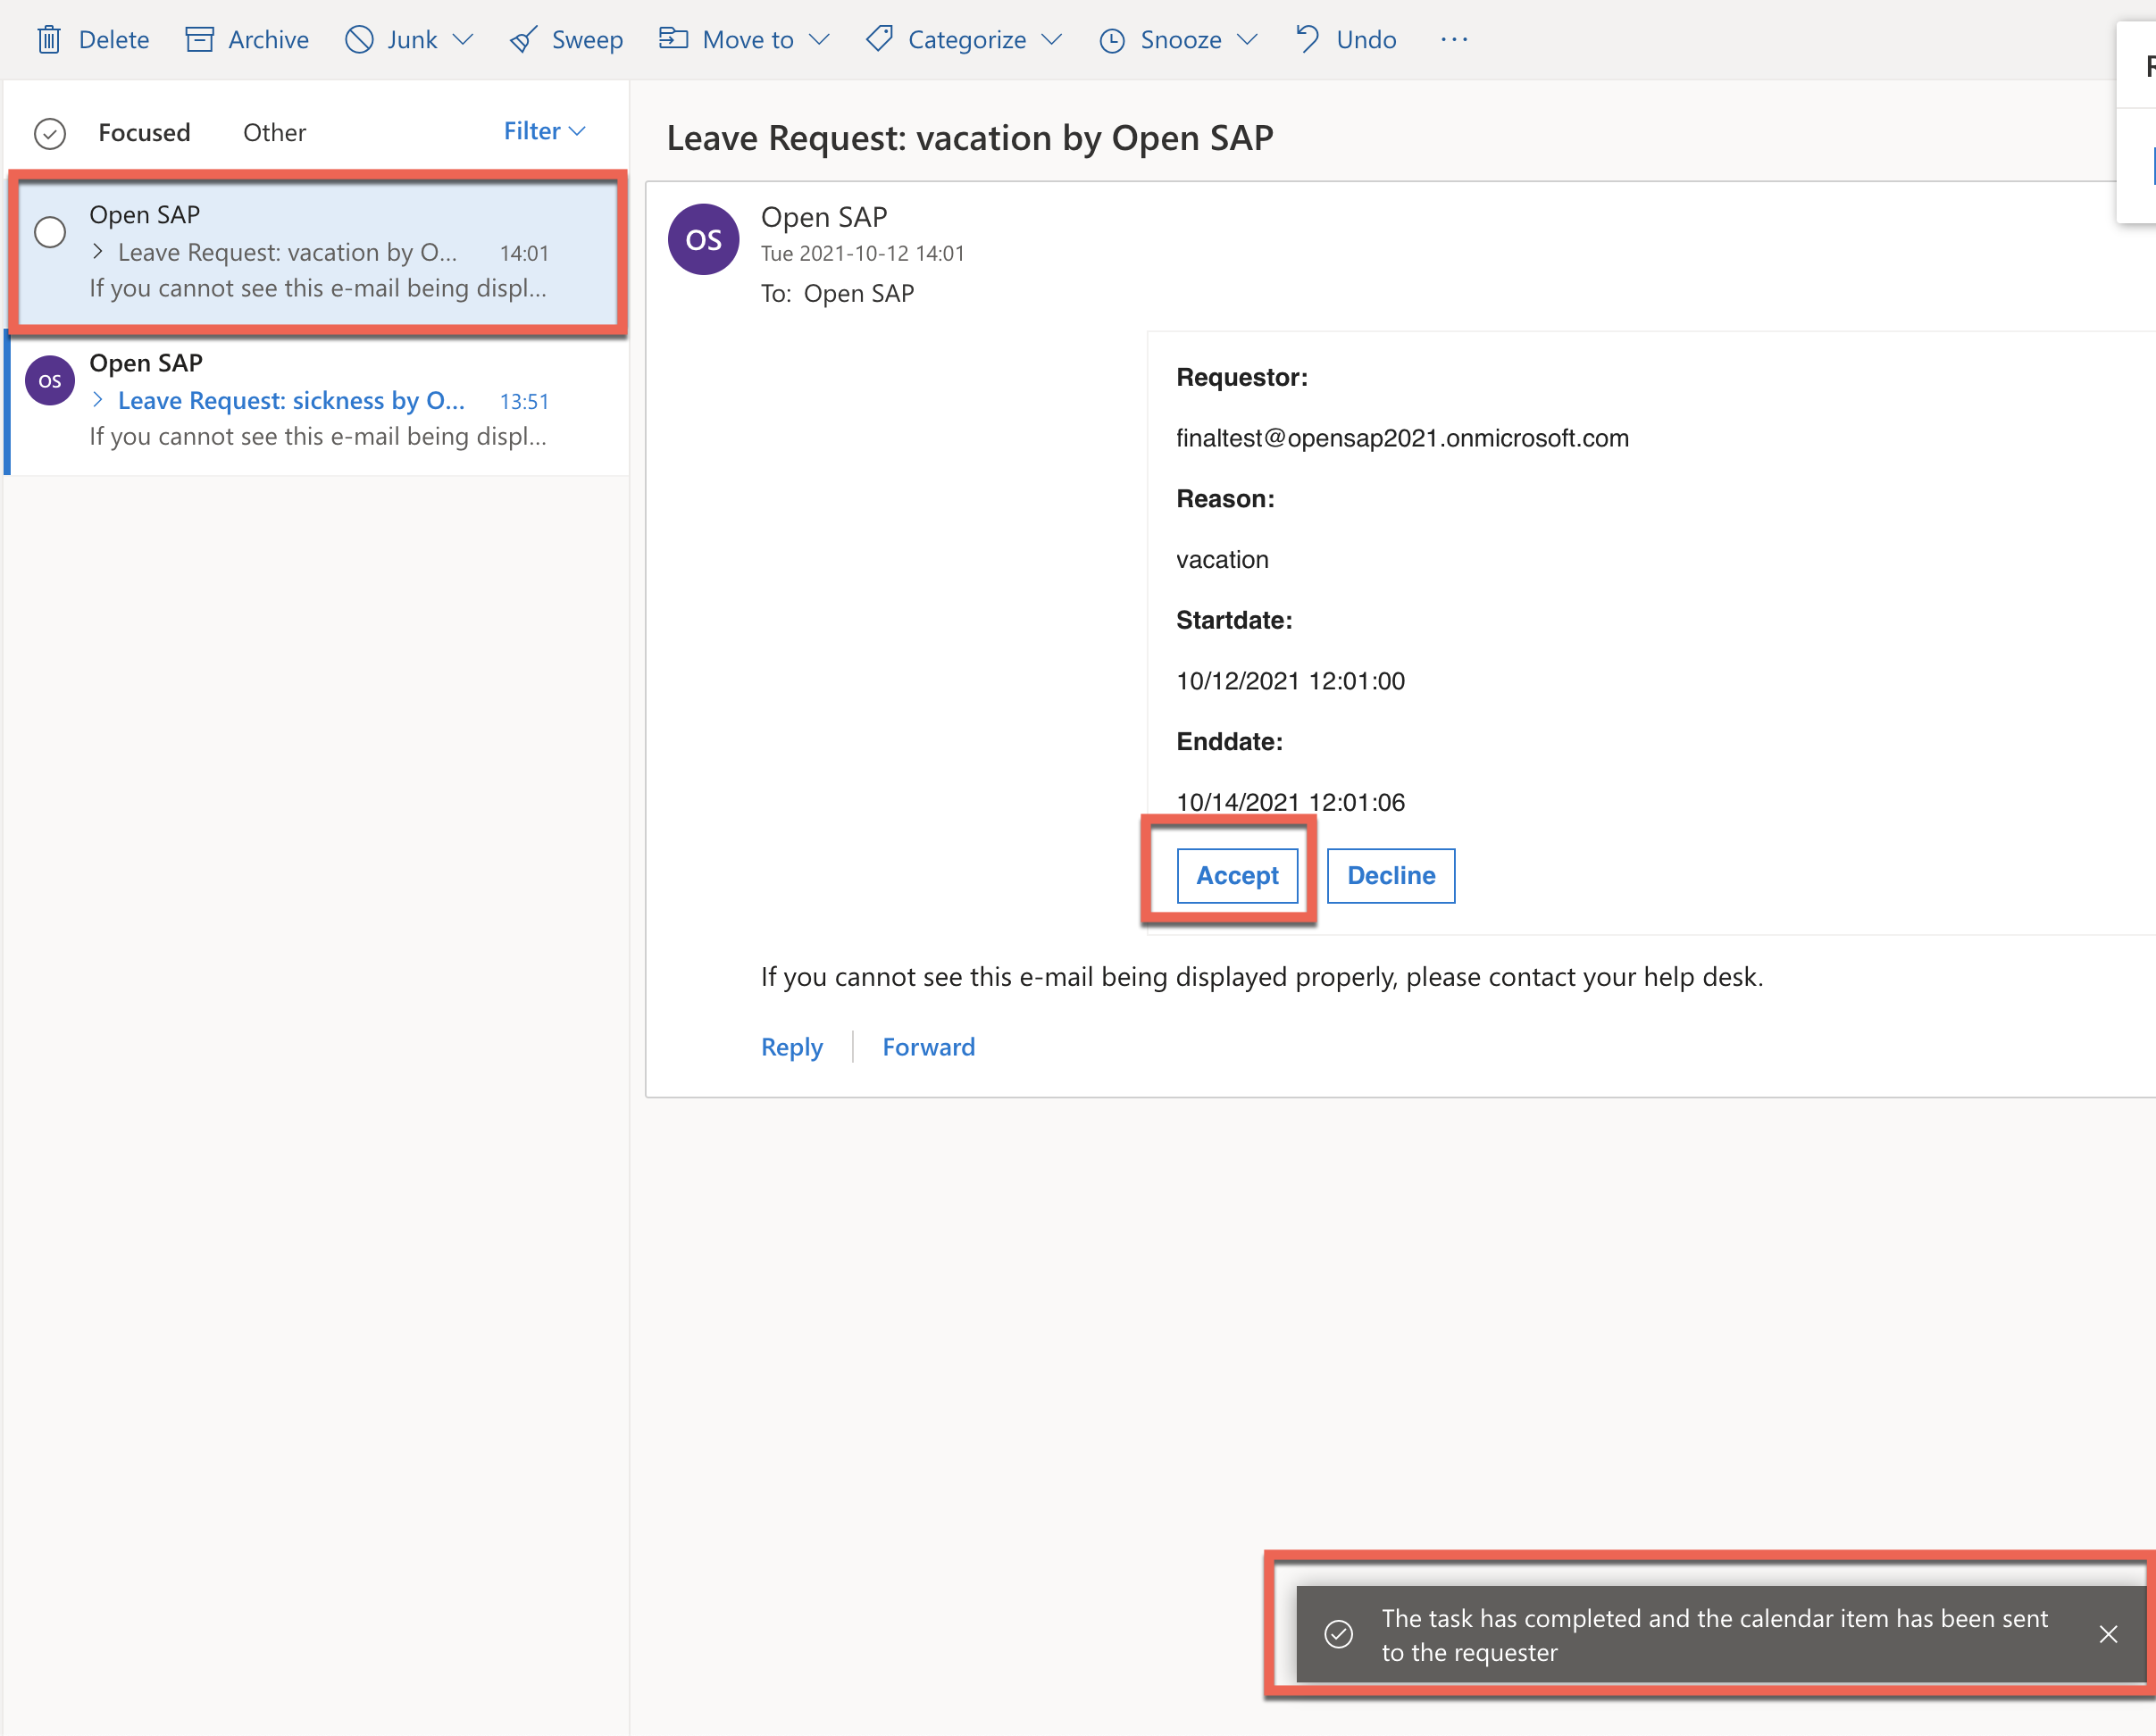 Delete Archive Junk Sweep Move to Categorize Snooze Undo
Focused Other Filter
Open SAP
Leave Request: vacation by O... 14:01
If you cannot see this e-mail being displ...
OS
Open SAP
Leave Request: sickness by O... 13:51
If you cannot see this e-mail being displ...
Leave Request: vacation by Open SAP
OS
Open SAP
Tue 2021-10-12 14:01
To: Open SAP
Requestor:
finaltest@opensap2021.onmicrosoft.com
Reason:
vacation
Startdate:
10/12/2021 12:01:00
Enddate:
10/14/2021 12:01:06
Accept Decline
If you cannot see this e-mail being displayed properly, please contact your help desk.
Reply Forward
The task has completed and the calendar item has been sent
to the requester